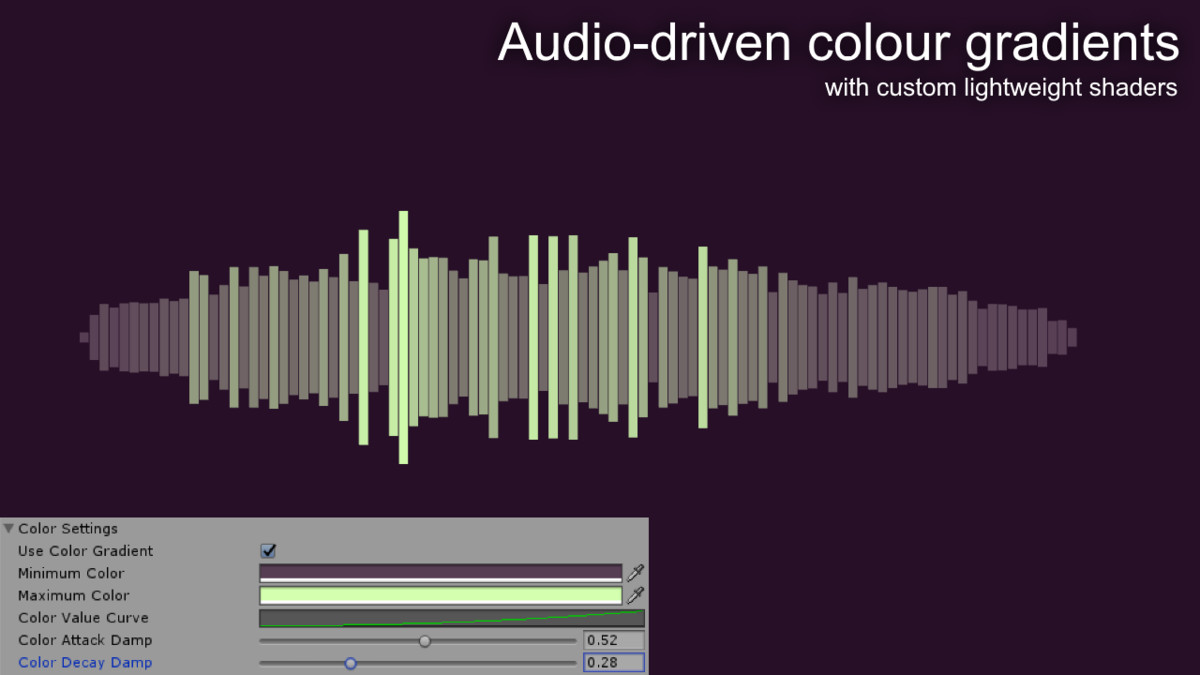 Audio-driven colour gradients
with custom lightweight shaders
Color Settings
Use Color Gradient
Minimum Color
Maximum Color
Color Value Curve
Color Attack Damp 0.52
Color Decay Damp 0.28